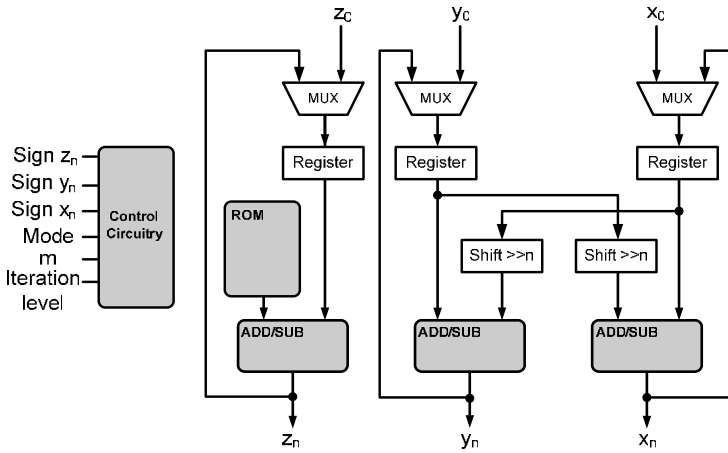 z0 y0 x0
MUX MUX MUX
Register Register Register
Sign zn
Sign yn
Sign xn
Mode
m
Iteration
level
Control
Circuitry
ROM
Shift >>n Shift >>n
ADD/SUB ADD/SUB ADD/SUB
zn yn xn